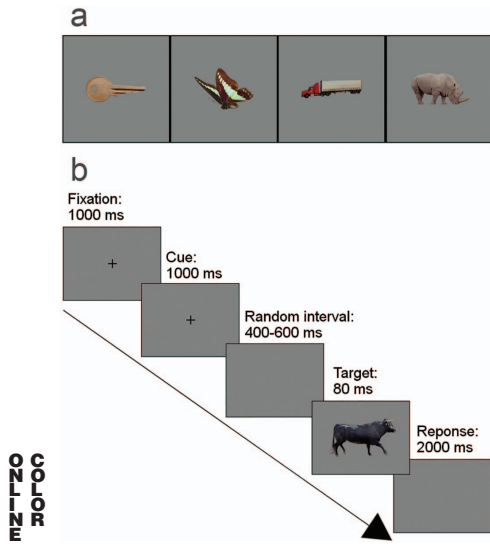 a
b
Fixation:
1000 ms
Cue:
1000 ms
Random interval:
400-600 ms
Target:
80 ms
Reponse:
2000 ms
COLOR
ONLINE